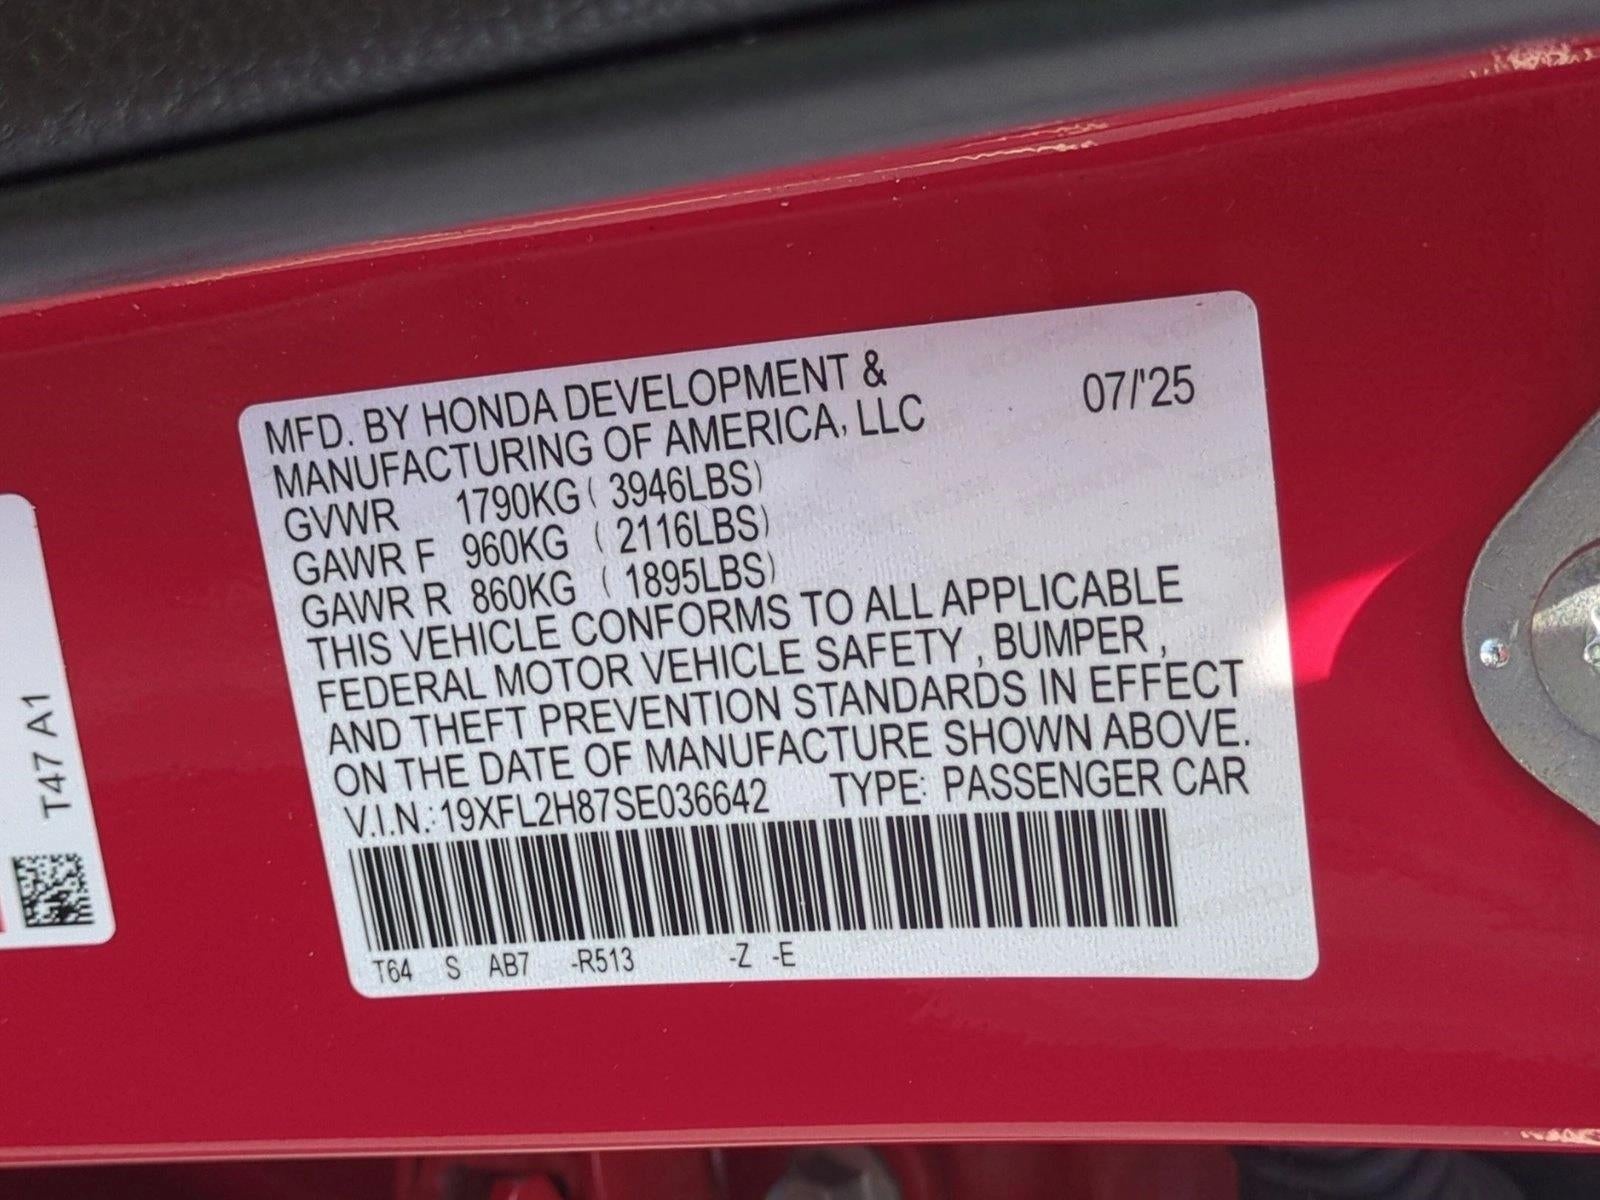 MFD. BY HONDA DEVELOPMENT &
MANUFACTURING OF AMERICA, LLC
07/'25
GVWR 1790KG ( 3946LBS)
GAWR F 960KG ( 2116LBS)
GAWR R 860KG ( 1895LBS)
THIS VEHICLE CONFORMS TO ALL APPLICABLE
FEDERAL MOTOR VEHICLE SAFETY , BUMPER ,
AND THEFT PREVENTION STANDARDS IN EFFECT
ON THE DATE OF MANUFACTURE SHOWN ABOVE.
V.I.N.: 19XFL2H87SE036642 TYPE: PASSENGER CAR
T64 S AB7 -R513 -Z -E
T47 A1